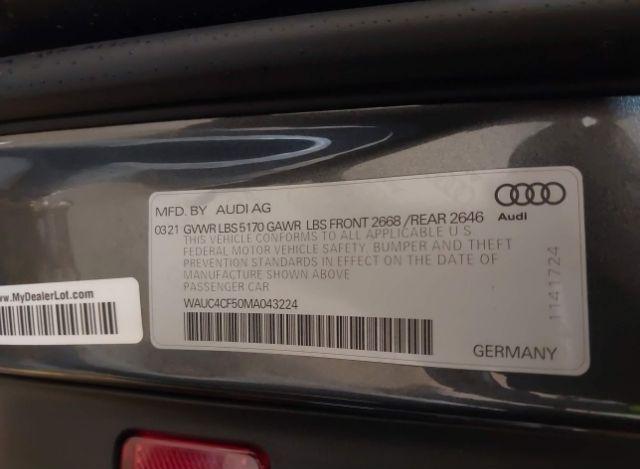 MFD. BY AUDI AG
Audi
0321 GVWR LBS 5170 GAWR LBS FRONT 2668 / REAR 2646
THIS VEHICLE CONFORMS TO ALL APPLICABLE U S
FEDERAL MOTOR VEHICLE SAFETY, BUMPER AND THEFT
PREVENTION STANDARDS IN EFFECT ON THE DATE OF
MANUFACTURE SHOWN ABOVE
PASSENGER CAR
WAUC4CF50MA043224
GERMANY
1141724
www.MyDealerLot.com